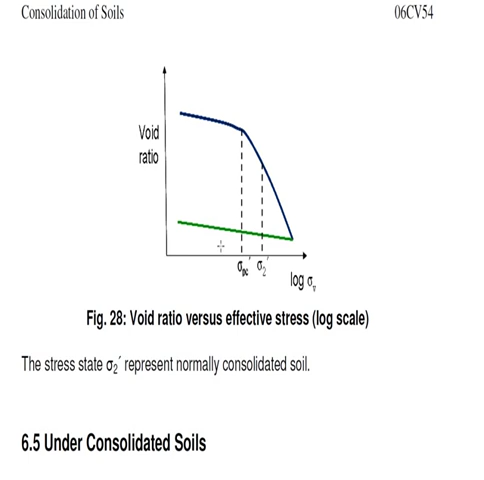 Consolidation of Soils 06CV54
Void
ratio
σpc´ σ2´
log σv
Fig. 28: Void ratio versus effective stress (log scale)
The stress state σ2´ represent normally consolidated soil.
6.5 Under Consolidated Soils